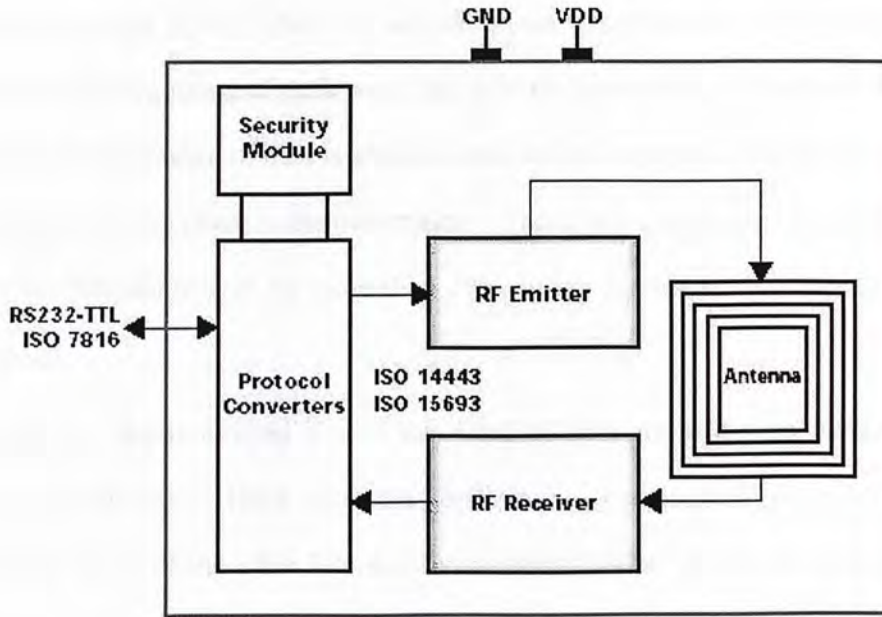 GND VDD
Security
Module
RF Emitter
RS232-TTL
ISO 7816
Protocol
Converters
ISO 14443
ISO 15693
Antenna
RF Receiver